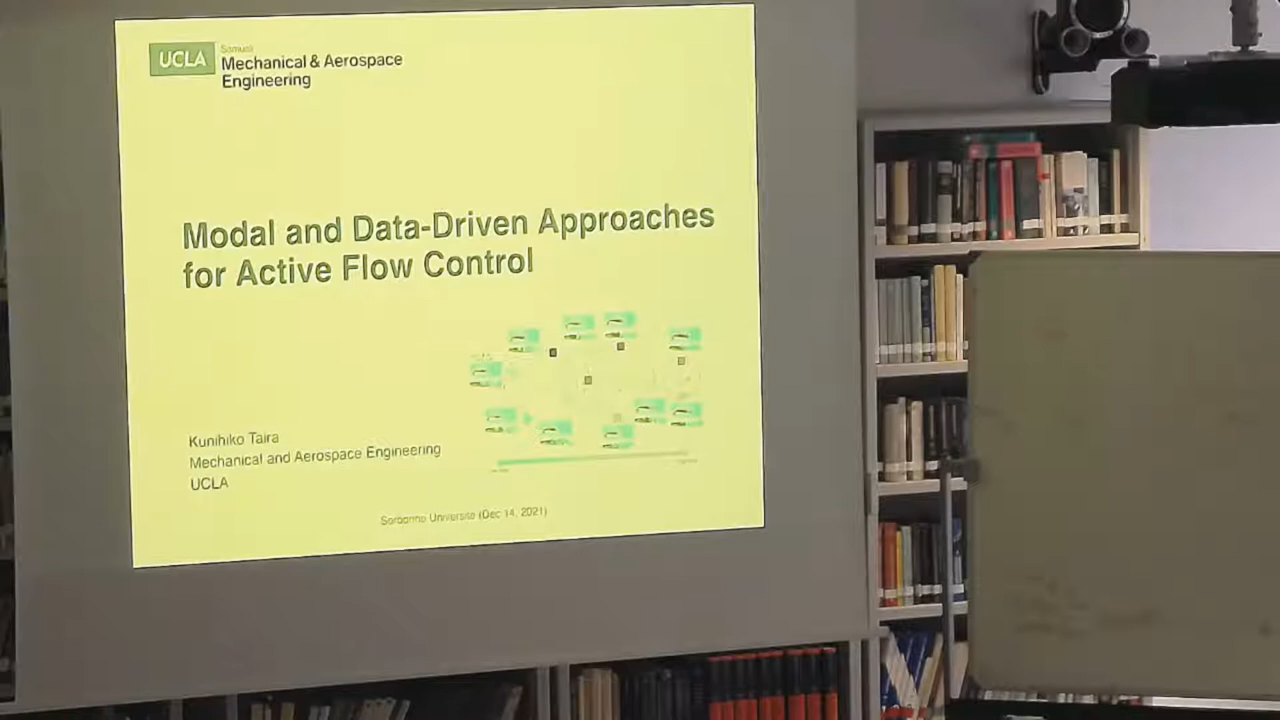 UCLA
Samueli
Mechanical & Aerospace
Engineering
Modal and Data-Driven Approaches
for Active Flow Control
Kunihiko Taira
Mechanical and Aerospace Engineering
UCLA
Sorbonne Université (Dec 14, 2021)